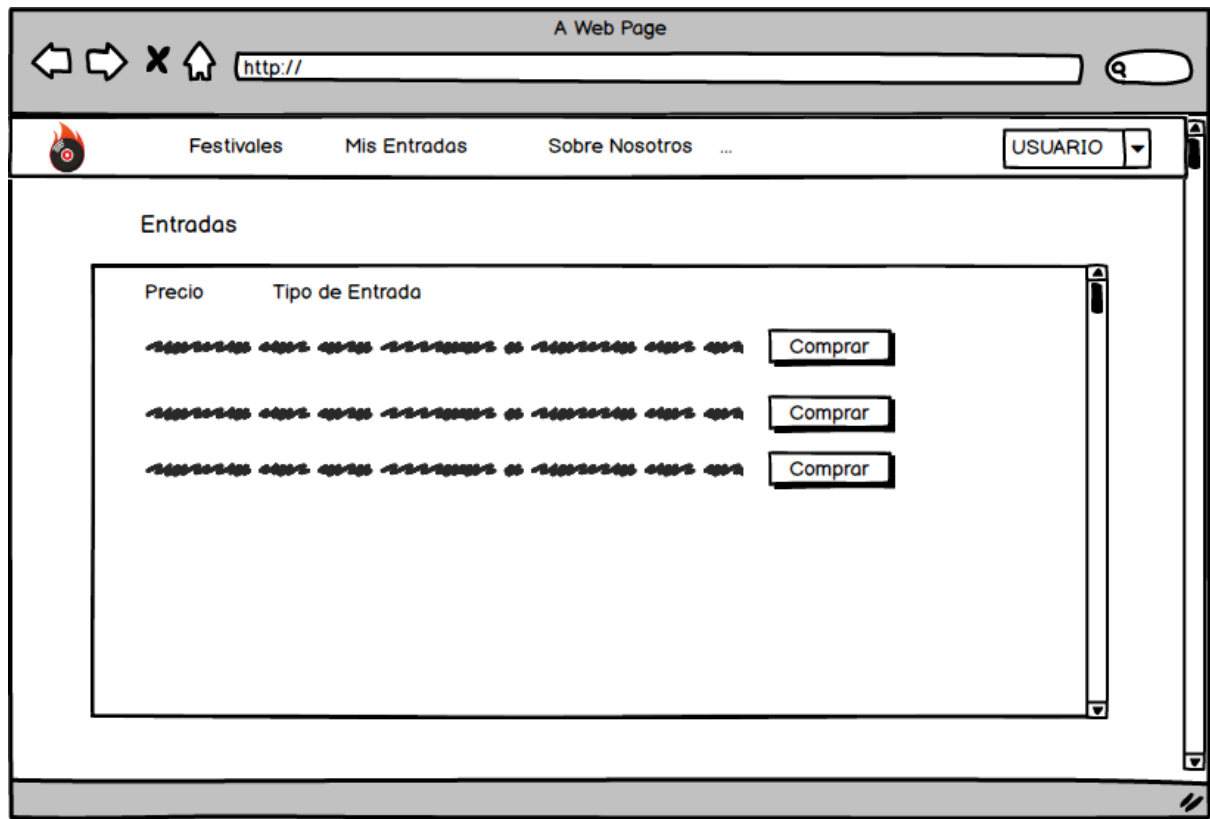 A Web Page
http://
Festivales Mis Entradas Sobre Nosotros ... USUARIO
Entradas
Precio Tipo de Entrada
Comprar
Comprar
Comprar